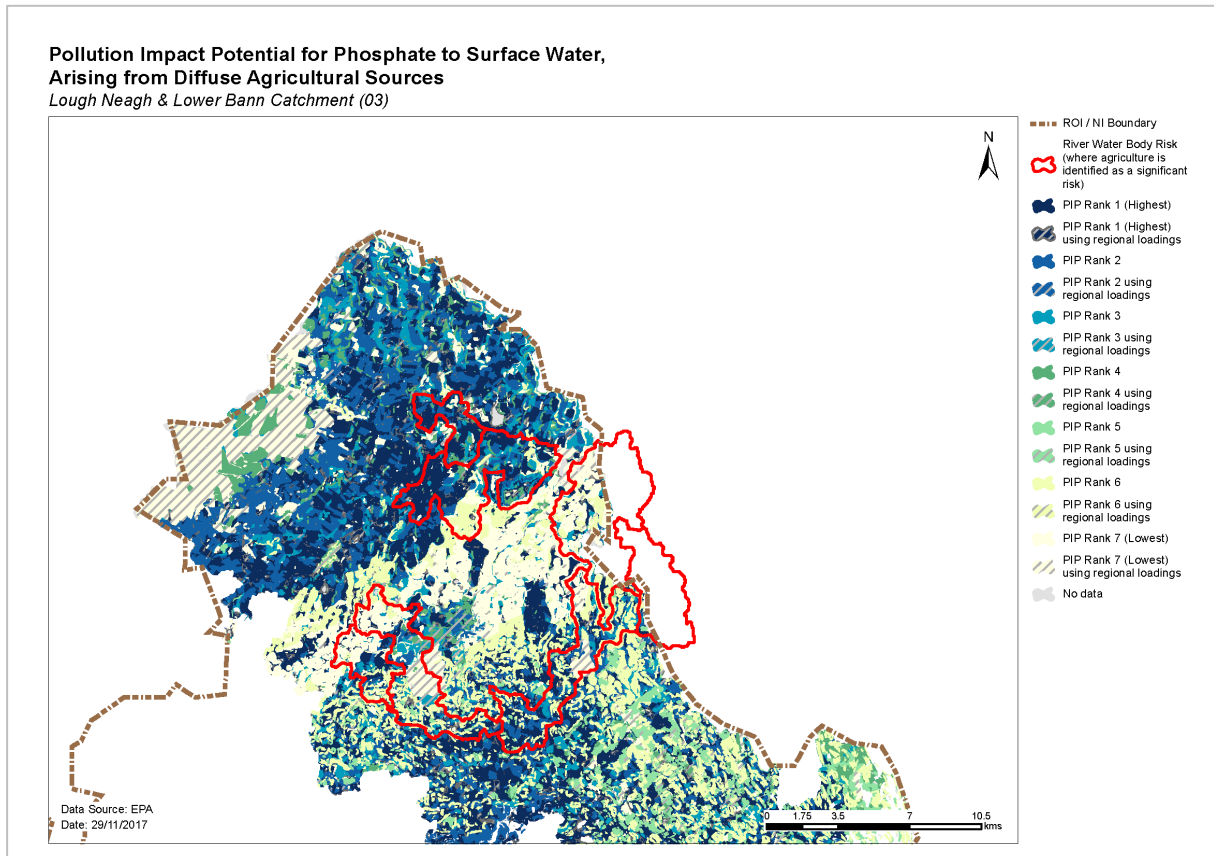 Pollution Impact Potential for Phosphate to Surface Water,
Arising from Diffuse Agricultural Sources
Lough Neagh & Lower Bann Catchment (03)
N
ROI / NI Boundary
River Water Body Risk
(where agriculture is
identified as a significant
risk)
PIP Rank 1 (Highest)
PIP Rank 1 (Highest)
using regional loadings
PIP Rank 2
PIP Rank 2 using
regional loadings
PIP Rank 3
PIP Rank 3 using
regional loadings
PIP Rank 4
PIP Rank 4 using
regional loadings
PIP Rank 5
PIP Rank 5 using
regional loadings
PIP Rank 6
PIP Rank 6 using
regional loadings
PIP Rank 7 (Lowest)
PIP Rank 7 (Lowest)
using regional loadings
No data
Data Source: EPA
Date: 29/11/2017
0 1.75 3.5 7 10.5
kms